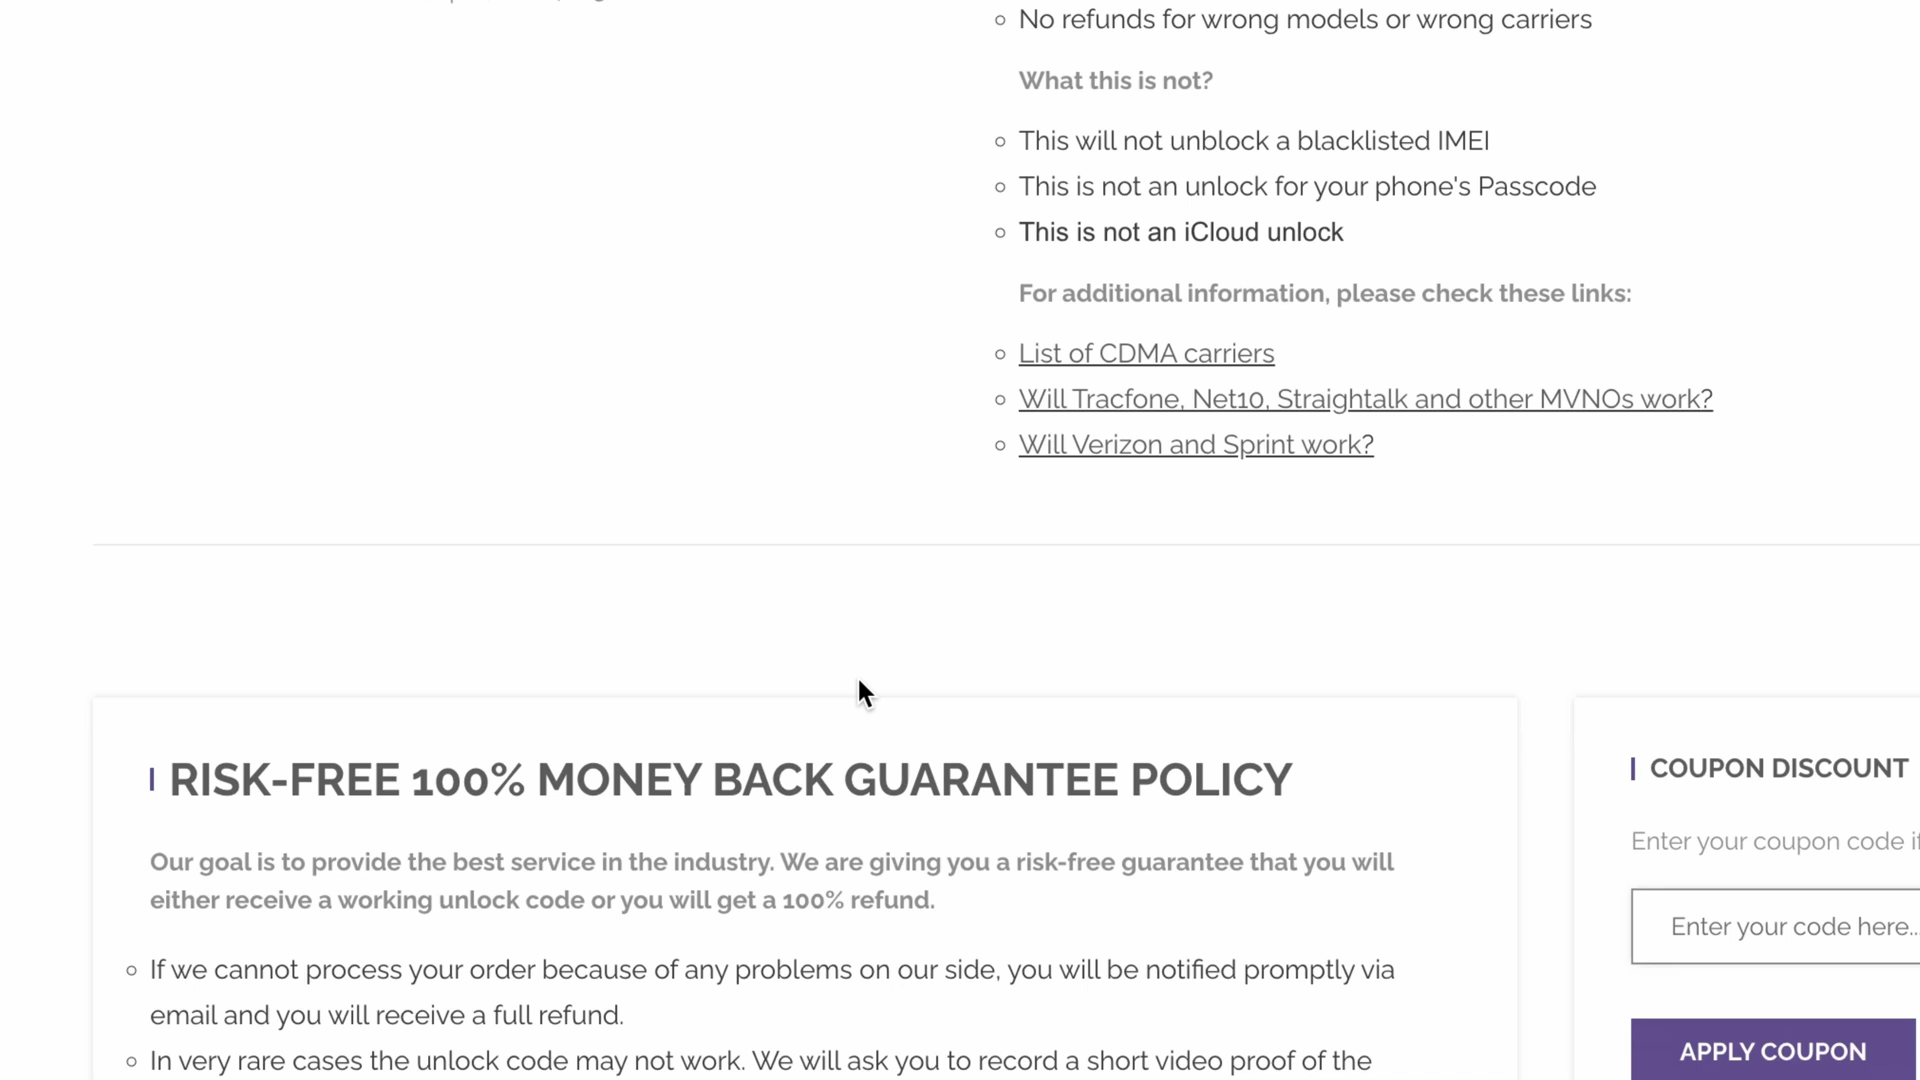 No refunds for wrong models or wrong carriers
What this is not?
This will not unblock a blacklisted IMEI
This is not an unlock for your phone's Passcode
This is not an iCloud unlock
For additional information, please check these links:
List of CDMA carriers
Will Tracfone, Net10, Straightalk and other MVNOs work?
Will Verizon and Sprint work?
RISK-FREE 100% MONEY BACK GUARANTEE POLICY
Our goal is to provide the best service in the industry. We are giving you a risk-free guarantee that you will
either receive a working unlock code or you will get a 100% refund.
If we cannot process your order because of any problems on our side, you will be notified promptly via
email and you will receive a full refund.
In very rare cases the unlock code may not work. We will ask you to record a short video proof of the
COUPON DISCOUNT
Enter your coupon code
Enter your code here..
APPLY COUPON